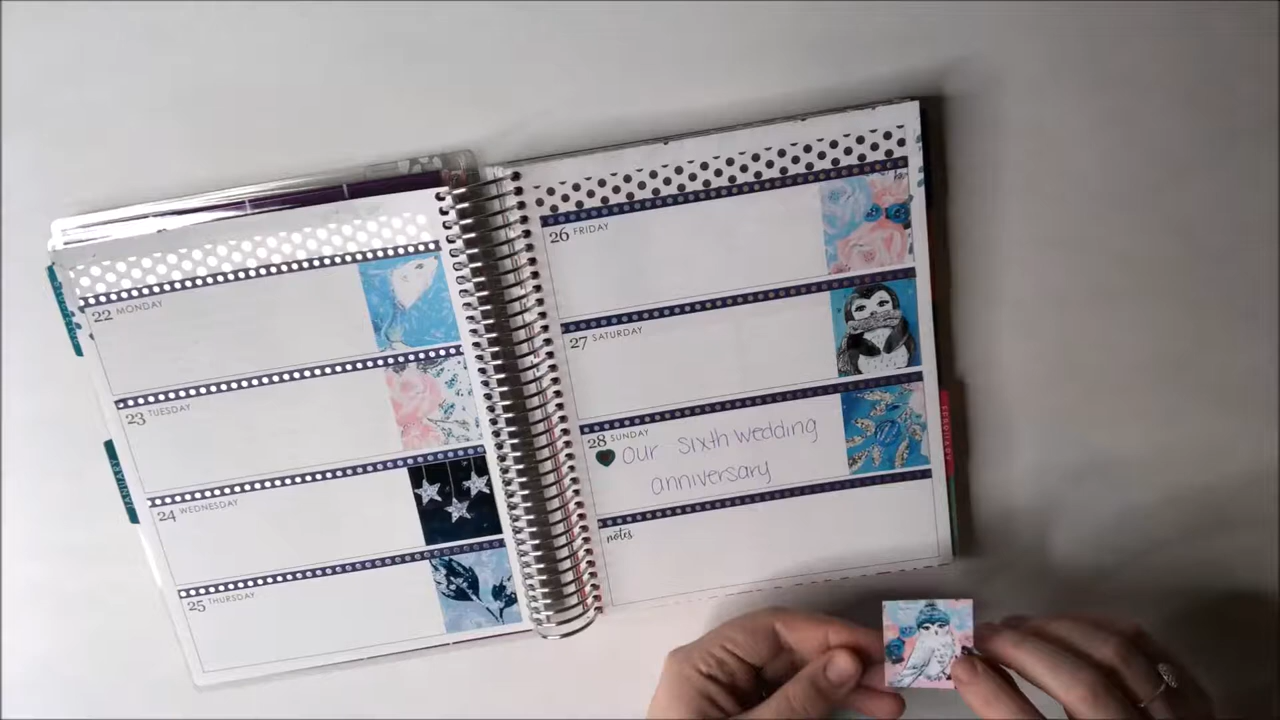 22 MONDAY
23 TUESDAY
24 WEDNESDAY
25 THURSDAY
JANUARY
26 FRIDAY
27 SATURDAY
28 SUNDAY
our sixth wedding
anniversary
notes
FEBRUARY